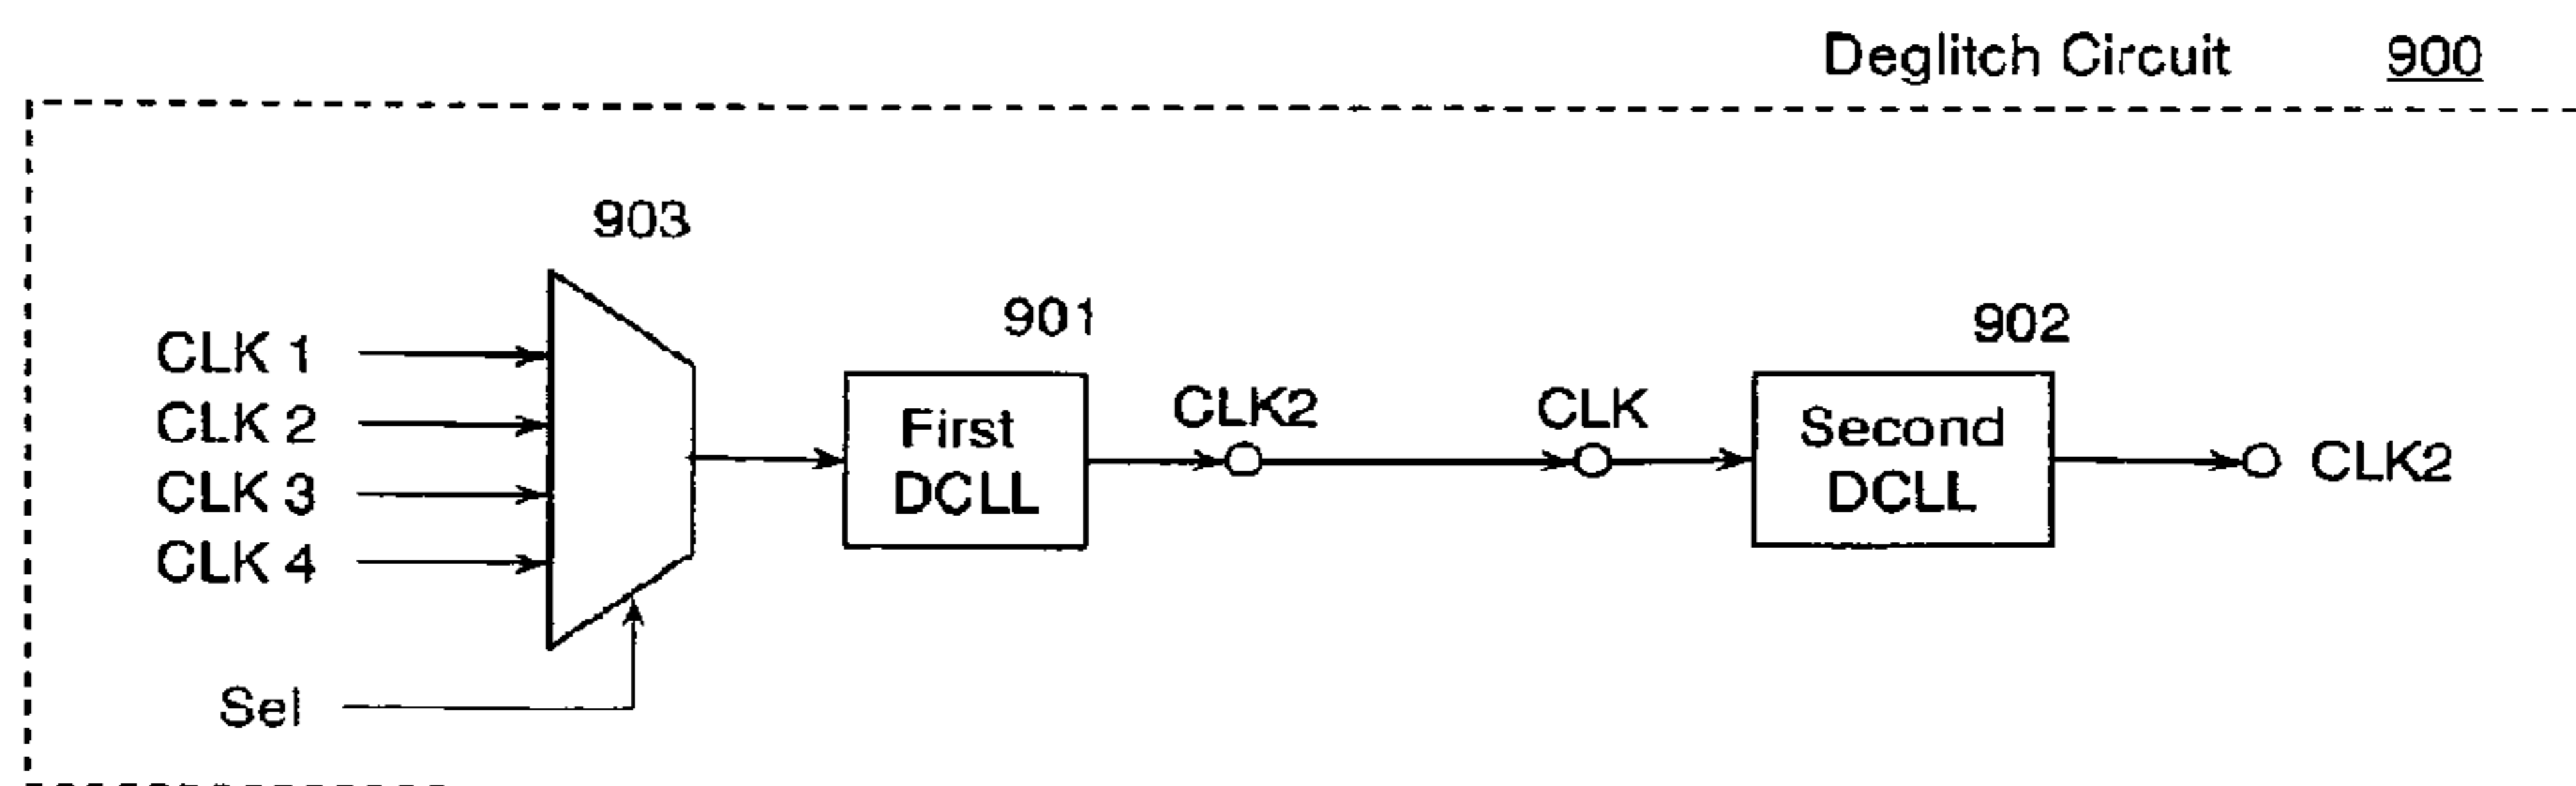 Deglitch Circuit 900
903
901
902
CLK 1
CLK 2
CLK 3
CLK 4
Sel
First
DCLL
CLK2
CLK
Second
DCLL
CLK2